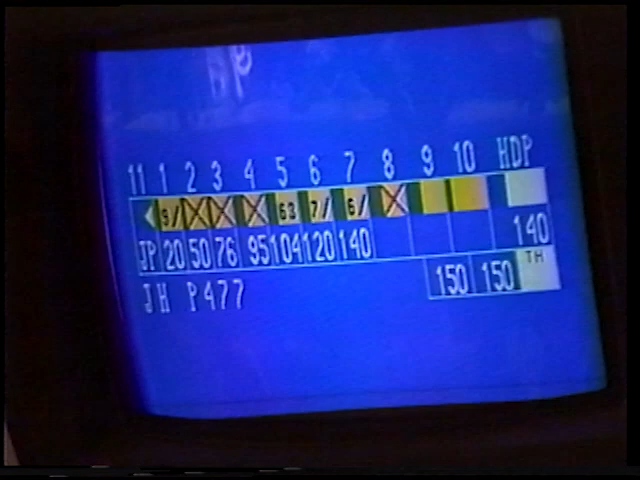 11 1 2 3 4 5 6 7 8 9 10 HDP
9/ X X X 63 7/ 6/ X
JP 20 50 76 95 104 120 140 140
TH
150 150
JH P477